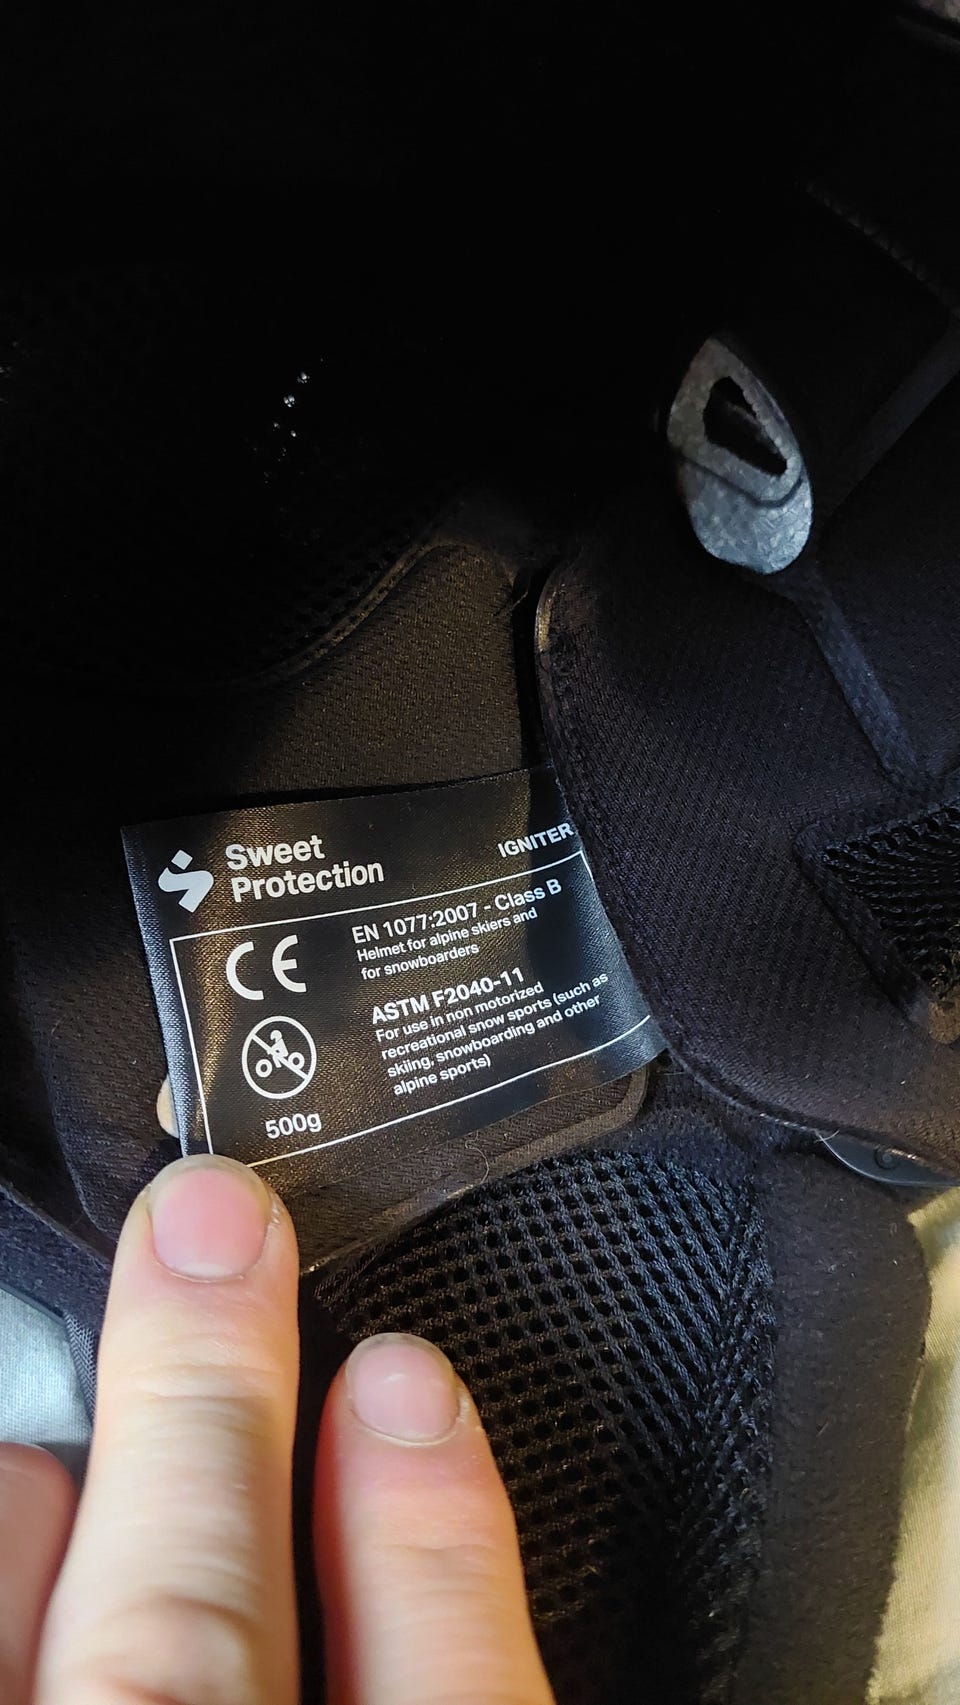 Sweet
Protection
IGNITER
CE
EN 1077:2007 - Class B
Helmet for alpine skiers and
for snowboarders
ASTM F2040-11
For use in non motorized
recreational snow sports (such as
skiing, snowboarding and other
alpine sports)
500g